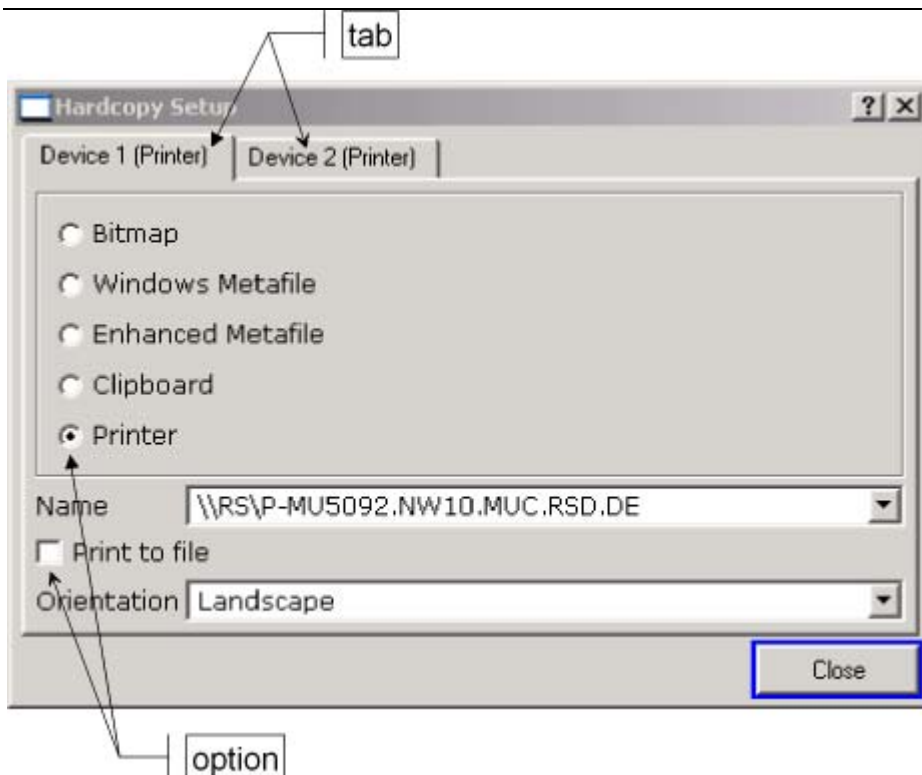 tab
Hardcopy Setup
Device 1 (Printer)
Device 2 (Printer)
Bitmap
Windows Metafile
Enhanced Metafile
Clipboard
Printer
Name
\\RS\P-MU5092.NW10.MUC.RSD.DE
Print to file
Orientation
Landscape
Close
option